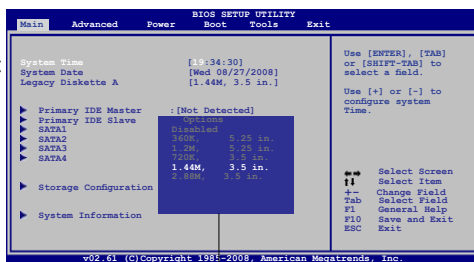 BIOS SETUP UTILITY
Main Advanced Power Boot Tools Exit
System Time [19:34:30]
System Date [Wed 08/27/2008]
Legacy Diskette A [1.44M, 3.5 in.]
Primary IDE Master :[Not Detected]
Primary IDE Slave
SATA1
SATA2
SATA3
SATA4
Storage Configuration
System Information
Options
Disabled
360K, 5.25 in.
1.2M, 5.25 in.
720K, 3.5 in.
1.44M, 3.5 in.
2.88M, 3.5 in.
Use [ENTER], [TAB]
or [SHIFT-TAB] to
select a field.
Use [+] or [-] to
configure system
Time.
Select Screen
Select Item
+- Change Field
Tab Select Field
F1 General Help
F10 Save and Exit
ESC Exit
v02.61 (C)Copyright 1985-2008, American Megatrends, Inc.